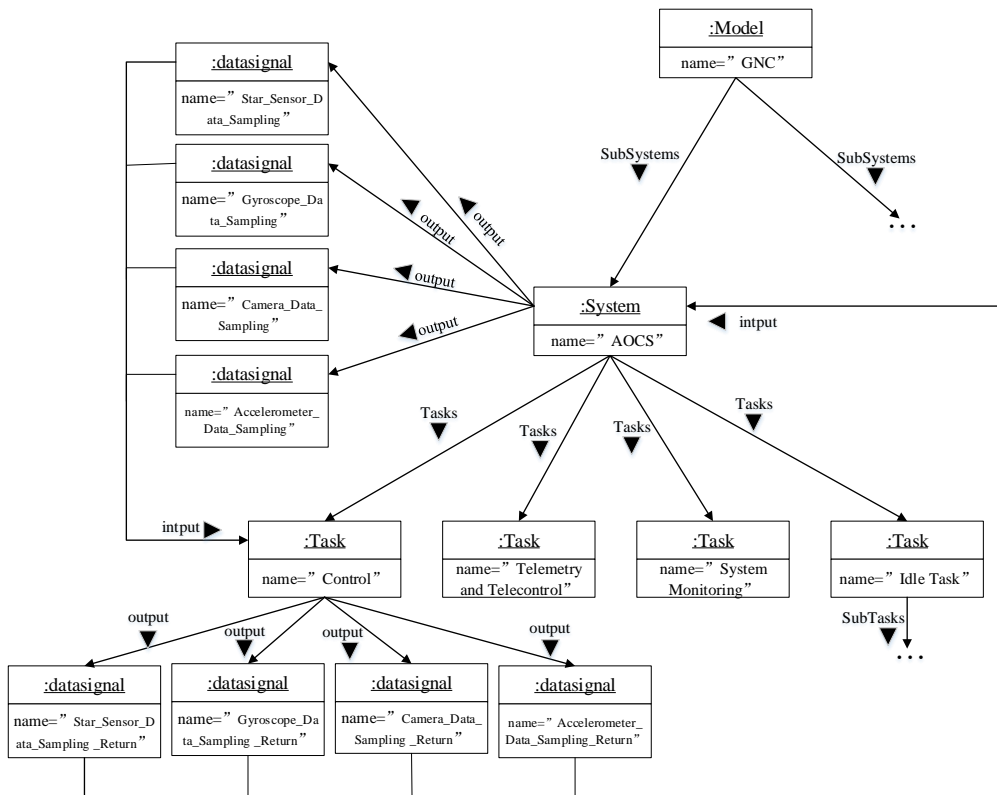 :Model
name=”GNC”
:datasignal
name=”Star_Sensor_D
ata_Sampling”
:datasignal
name=”Gyroscope_Da
ta_Sampling”
:datasignal
name=”Camera_Data_
Sampling”
:datasignal
name=”Accelerometer_
Data_Sampling”
SubSystems
SubSystems
...
output
output
output
output
:System
name=”AOCS”
intput
Tasks
Tasks
Tasks
Tasks
intput
:Task
name=”Control”
:Task
name=”Telemetry
and Telecontrol”
:Task
name=”System
Monitoring”
:Task
name=”Idle Task”
SubTasks
...
output
output
output
output
:datasignal
name=”Star_Sensor_D
ata_Sampling _Return”
:datasignal
name=”Gyroscope_Da
ta_Sampling _Return”
:datasignal
name=”Camera_Data_
Sampling _Return”
:datasignal
name=”Accelerometer_
Data_Sampling_Return”